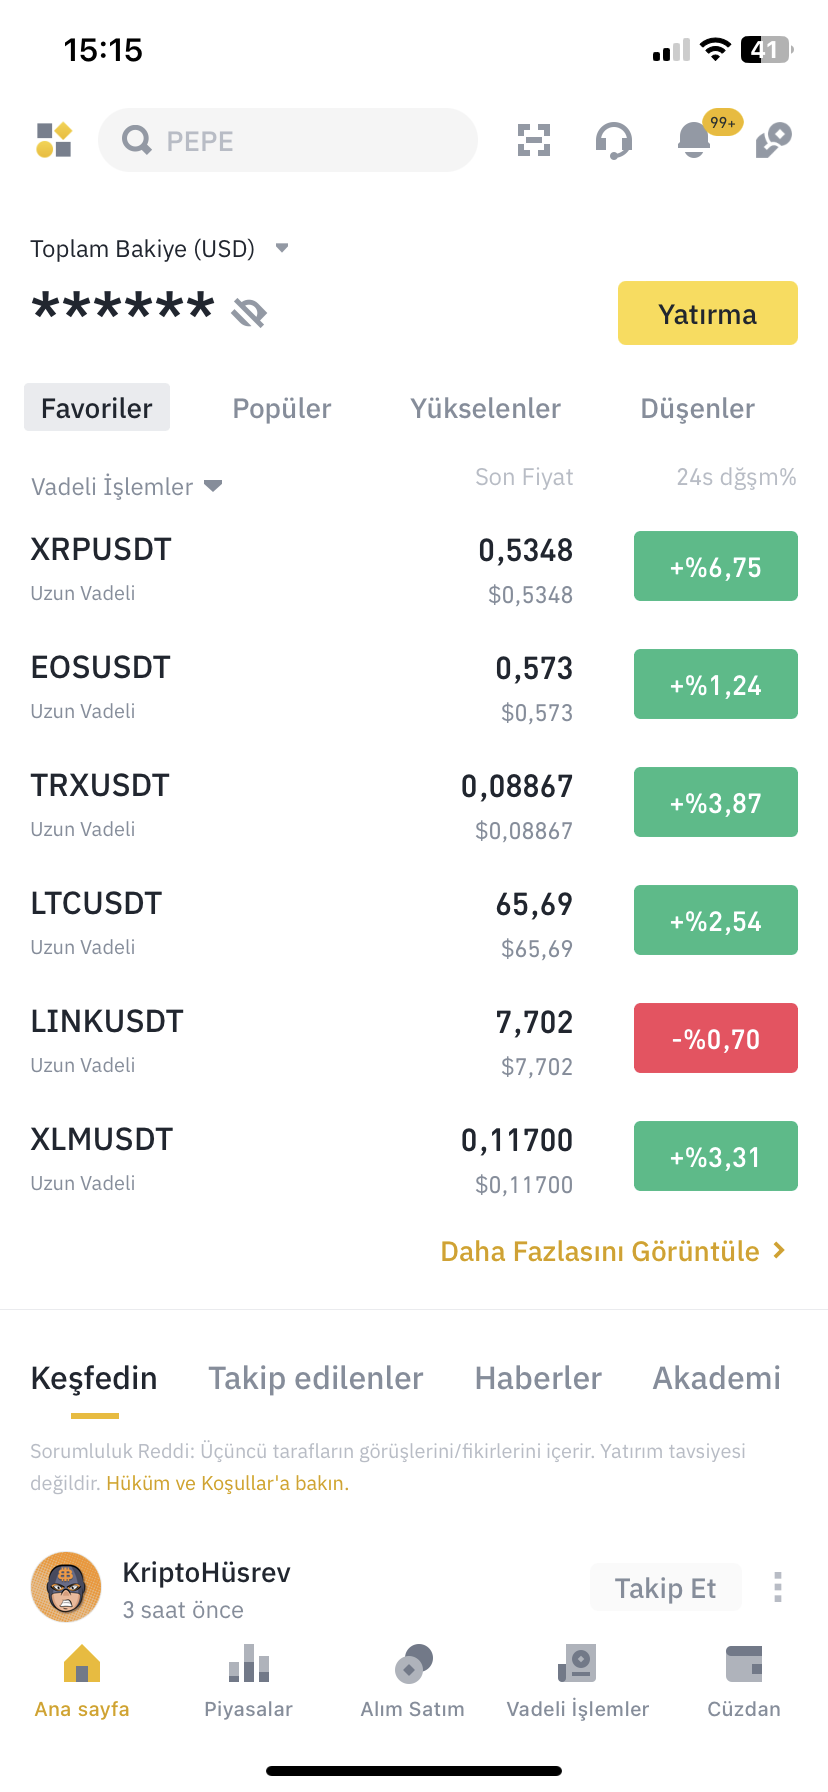 15:15
41
PEPE
99+
Toplam Bakiye (USD)
******
Yatırma
Favoriler Popüler Yükselenler Düşenler
Vadeli İşlemler Son Fiyat 24s dğşm%
XRPUSDT 0,5348 +%6,75
Uzun Vadeli $0,5348
EOSUSDT 0,573 +%1,24
Uzun Vadeli $0,573
TRXUSDT 0,08867 +%3,87
Uzun Vadeli $0,08867
LTCUSDT 65,69 +%2,54
Uzun Vadeli $65,69
LINKUSDT 7,702 -%0,70
Uzun Vadeli $7,702
XLMUSDT 0,11700 +%3,31
Uzun Vadeli $0,11700
Daha Fazlasını Görüntüle
Keşfedin Takip edilenler Haberler Akademi
Sorumluluk Reddi: Üçüncü tarafların görüşlerini/fikirlerini içerir. Yatırım tavsiyesi
değildir. Hüküm ve Koşullar'a bakın.
KriptoHüsrev
3 saat önce
Takip Et
Ana sayfa Piyasalar Alım Satım Vadeli İşlemler Cüzdan